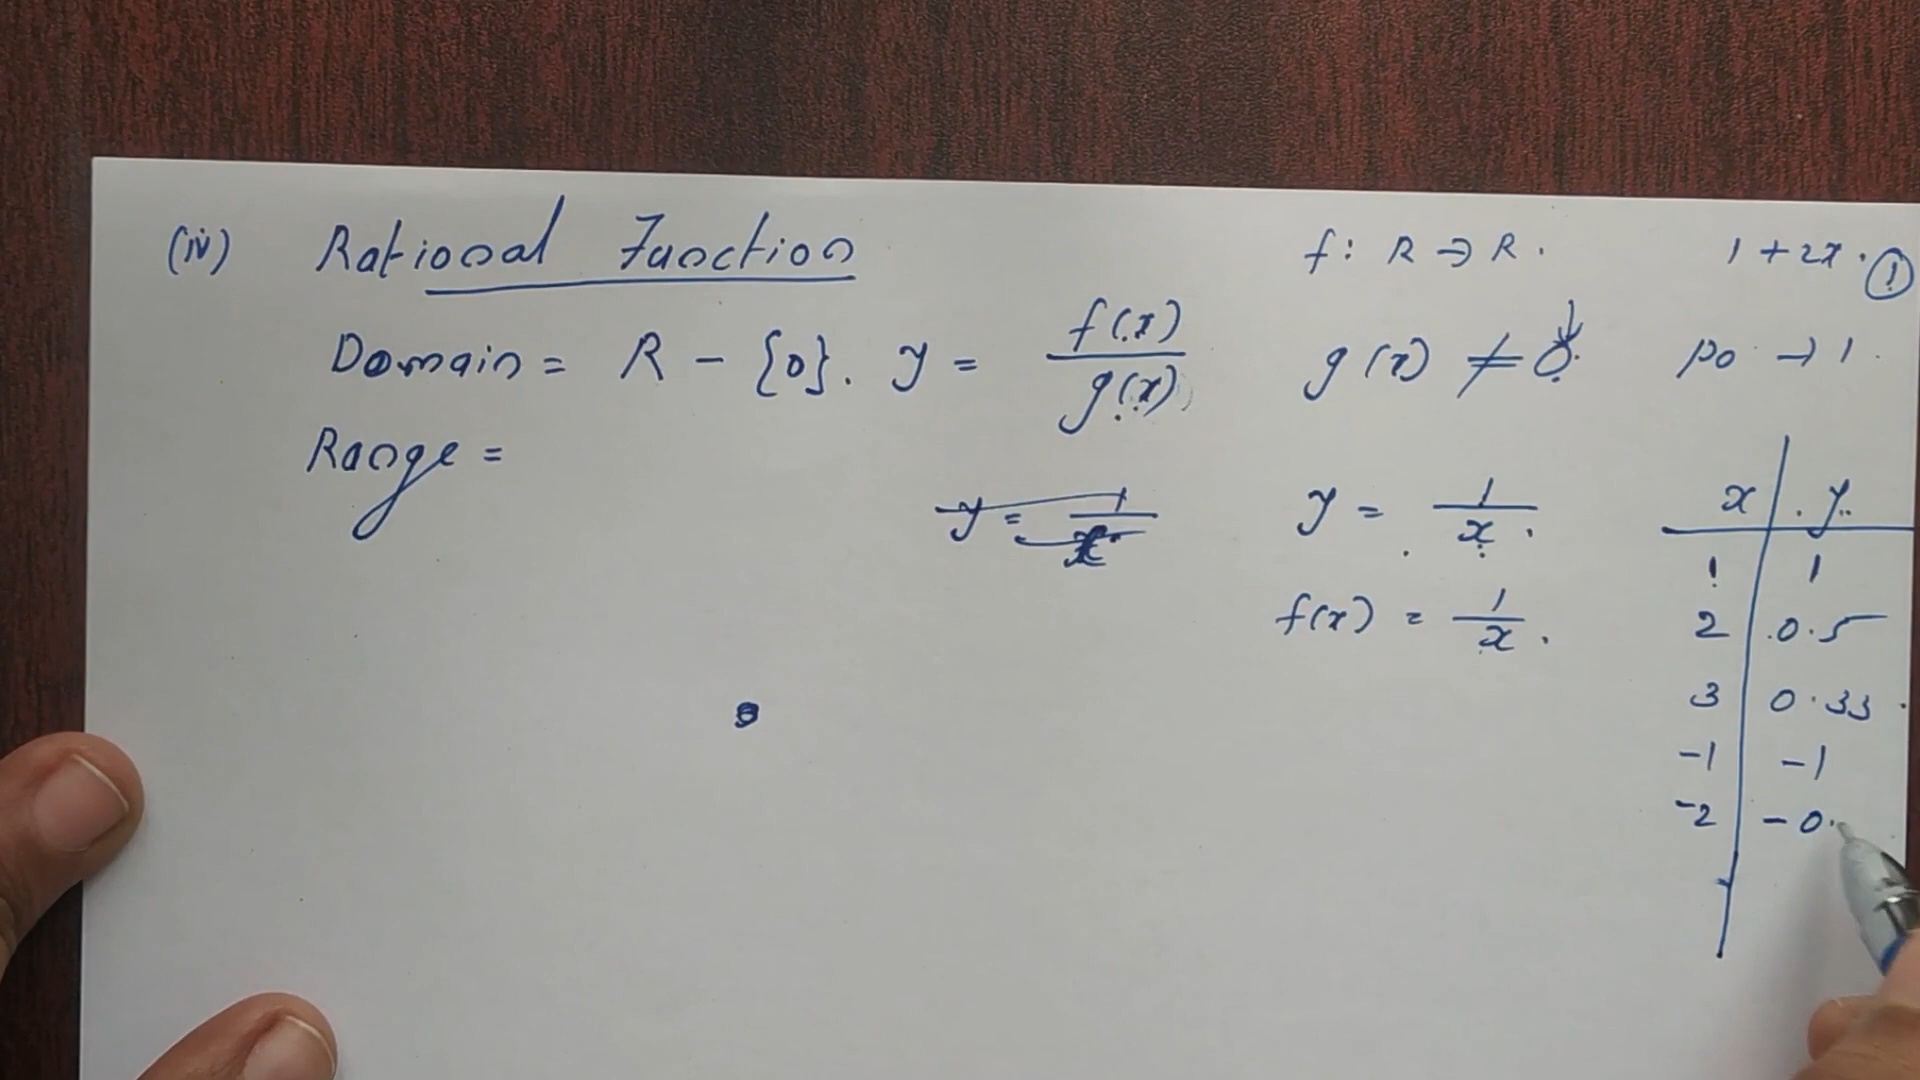 (iv) Rational Function f: R → R. 1 + 2x. ①
Domain = R - {0}. y = f(x) / g(x) g(x) ≠ 0. po → 1.
Range =
y = 1/x y = 1/x.
f(x) = 1/x.
x y
1 1
2 0.5
3 0.33
-1 -1
-2 -0.